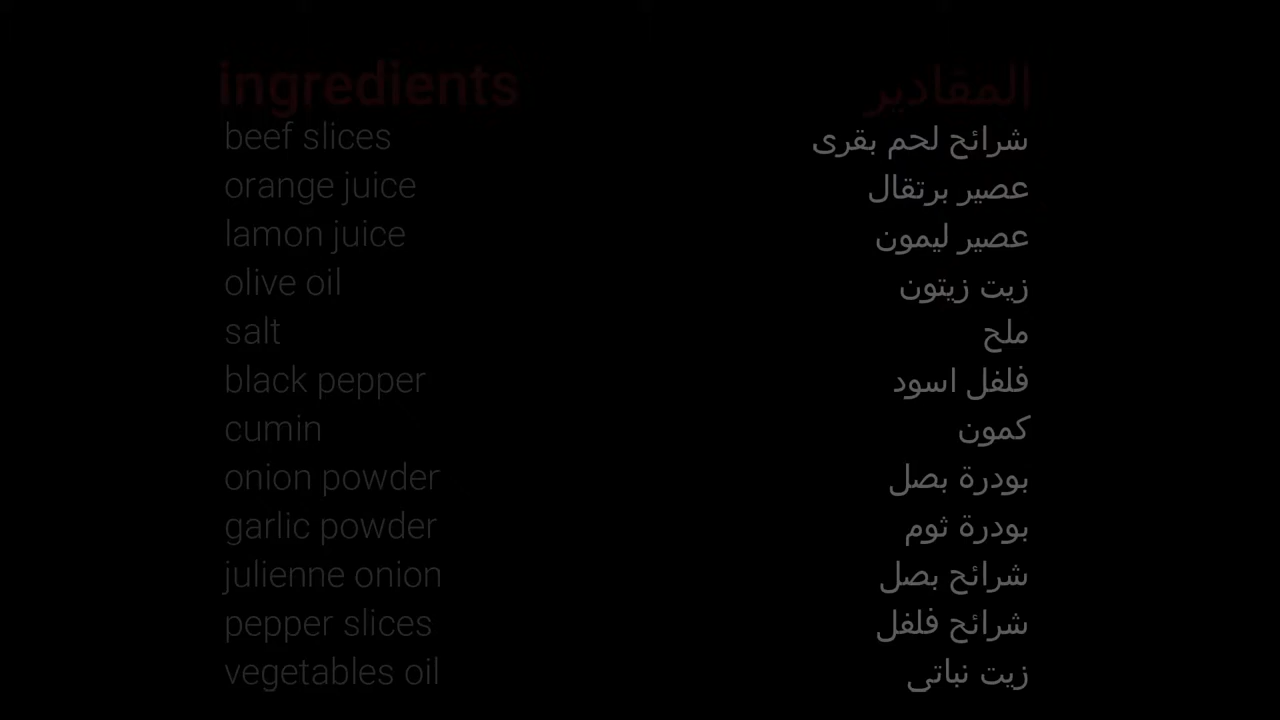 ingredients المقادير
beef slices شرائح لحم بقرى
orange juice عصير برتقال
lamon juice عصير ليمون
olive oil زيت زيتون
salt ملح
black pepper فلفل اسود
cumin كمون
onion powder بودرة بصل
garlic powder بودرة ثوم
julienne onion شرائح بصل
pepper slices شرائح فلفل
vegetables oil زيت نباتى